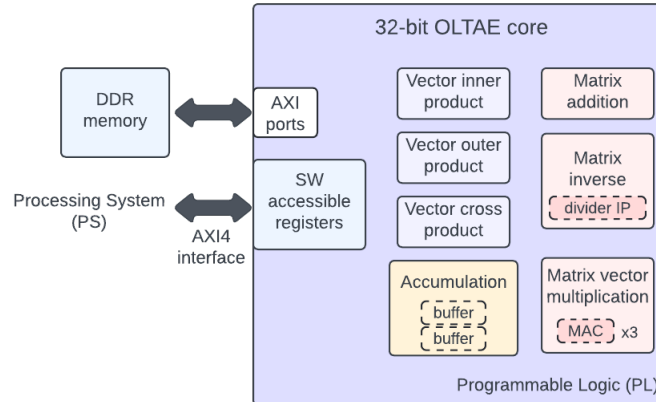 32-bit OLTAE core
DDR
memory
AXI
ports
Vector inner
product
Matrix
addition
Vector outer
product
Matrix
inverse
divider IP
Processing System
(PS)
AXI4
interface
SW
accessible
registers
Vector cross
product
Accumulation
buffer
buffer
Matrix vector
multiplication
MAC x3
Programmable Logic (PL)